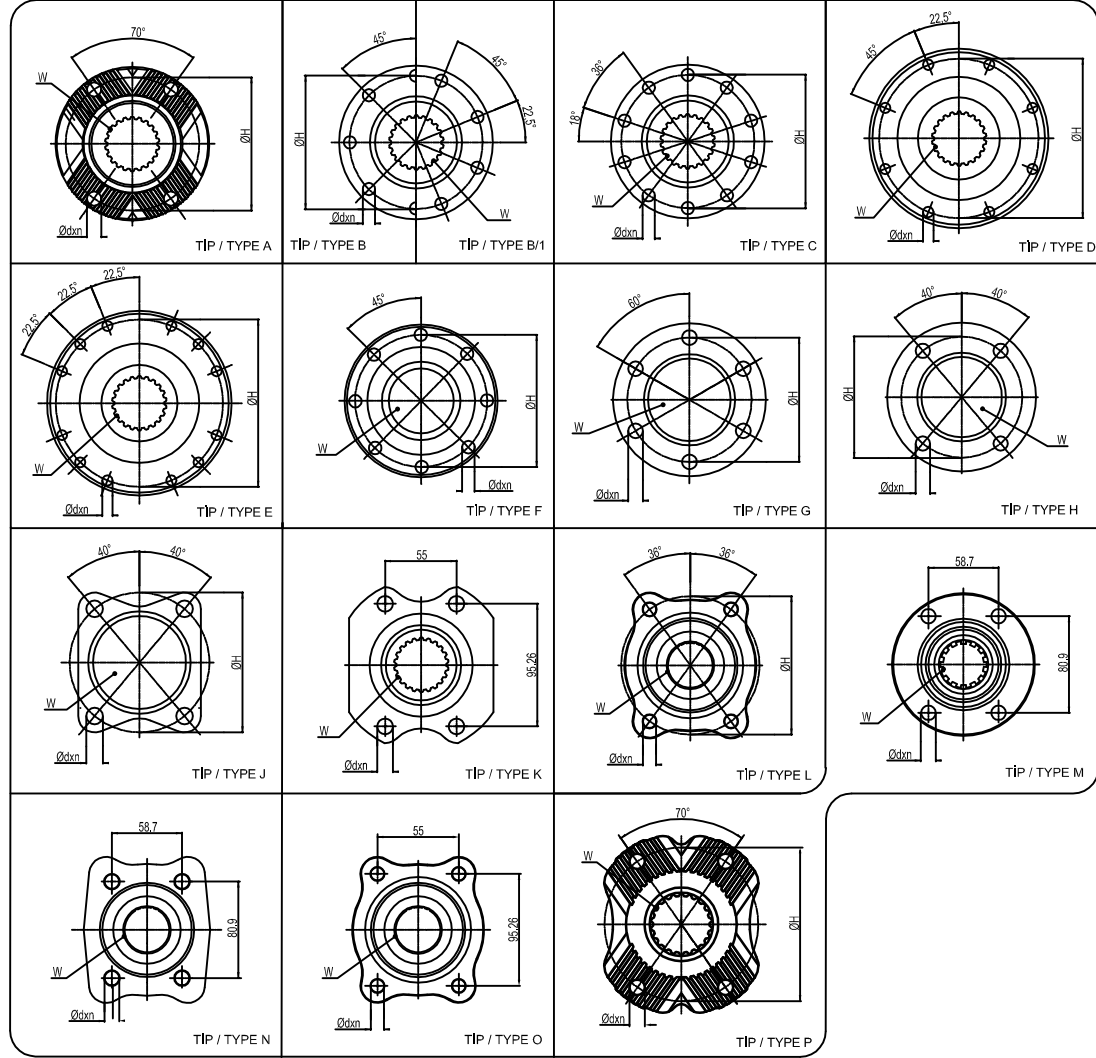 70°
W
ØH
Ødxn
TİP / TYPE A
45°
45°
22,5°
ØH
Ødxn
W
TİP / TYPE B
TİP / TYPE B/1
36°
18°
ØH
W
Ødxn
TİP / TYPE C
22,5°
45°
ØH
W
Ødxn
TİP / TYPE D
22,5°
22,5°
22,5°
ØH
W
Ødxn
TİP / TYPE E
45°
ØH
W
Ødxn
TİP / TYPE F
60°
ØH
W
Ødxn
TİP / TYPE G
40°
40°
ØH
W
Ødxn
TİP / TYPE H
40°
40°
ØH
W
Ødxn
TİP / TYPE J
55
95.26
W
Ødxn
TİP / TYPE K
36°
36°
ØH
W
Ødxn
TİP / TYPE L
58.7
80.9
W
Ødxn
TİP / TYPE M
58.7
80.9
W
Ødxn
TİP / TYPE N
55
95.26
W
Ødxn
TİP / TYPE O
70°
W
ØH
Ødxn
TİP / TYPE P